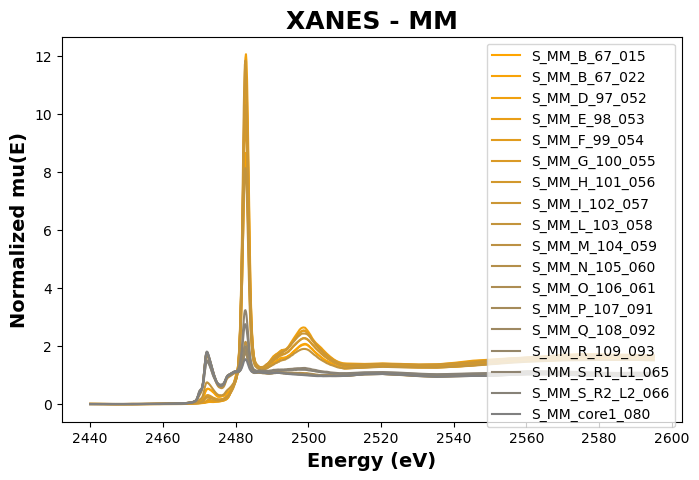 XANES - MM
Normalized mu(E)
12
10
8
6
4
2
0
S_MM_B_67_015
S_MM_B_67_022
S_MM_D_97_052
S_MM_E_98_053
S_MM_F_99_054
S_MM_G_100_055
S_MM_H_101_056
S_MM_I_102_057
S_MM_L_103_058
S_MM_M_104_059
S_MM_N_105_060
S_MM_O_106_061
S_MM_P_107_091
S_MM_Q_108_092
S_MM_R_109_093
S_MM_S_R1_L1_065
S_MM_S_R2_L2_066
S_MM_core1_080
2440 2460 2480 2500 2520 2540 2560 2580 2600
Energy (eV)